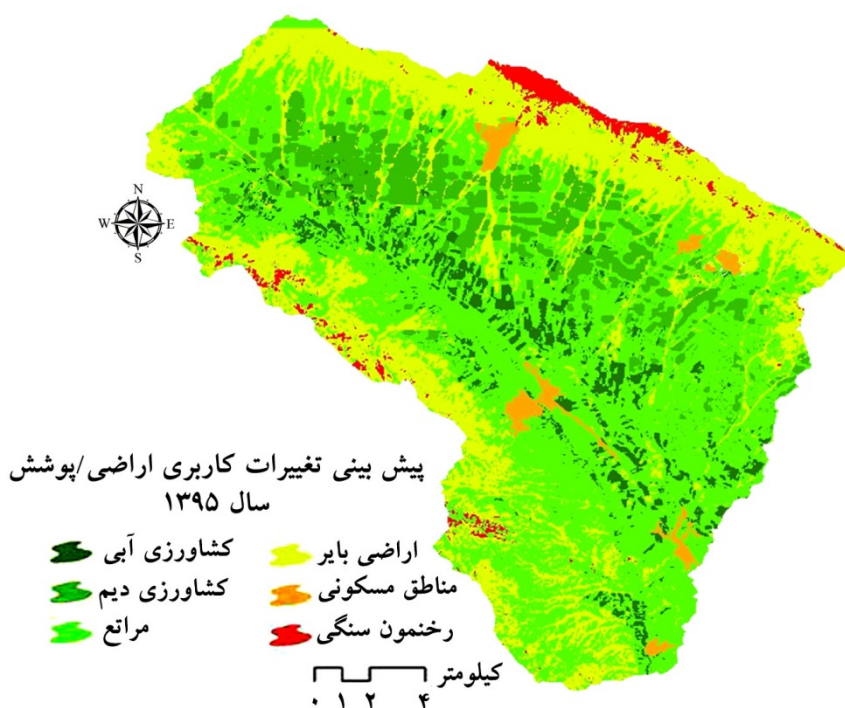 N
W E
S
پیش بینی تغییرات کاربری اراضی/پوشش
سال ۱۳۹۵
اراضی بایر
کشاورزی آبی
مناطق مسکونی
کشاورزی دیم
رخنمون سنگی
مراتع
کیلومتر
۰ ۱ ۲ ۴